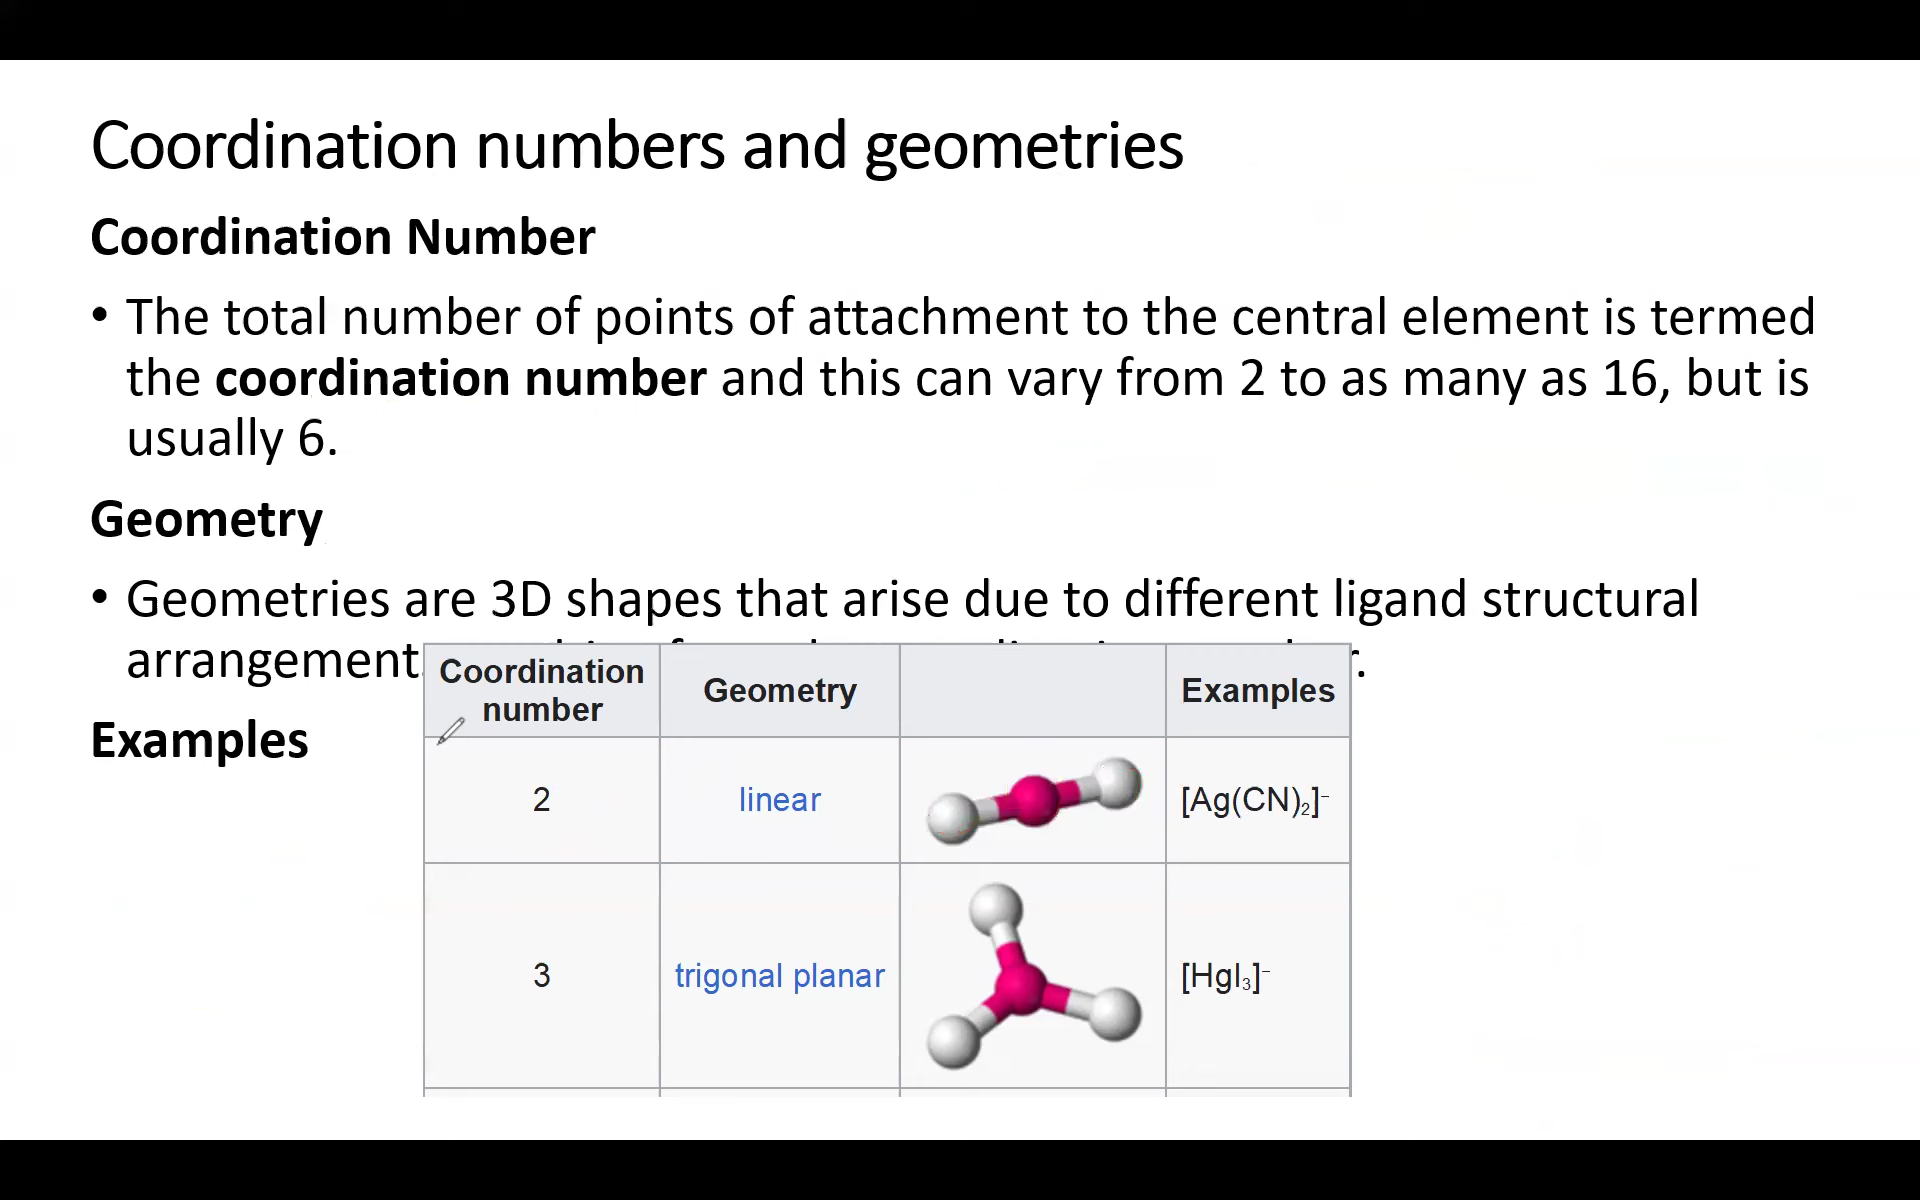 Coordination numbers and geometries
Coordination Number
• The total number of points of attachment to the central element is termed
the coordination number and this can vary from 2 to as many as 16, but is
usually 6.
Geometry
• Geometries are 3D shapes that arise due to different ligand structural
Examples
Coordination number Geometry Examples
2 linear [Ag(CN)₂]⁻
3 trigonal planar [HgI₃]⁻